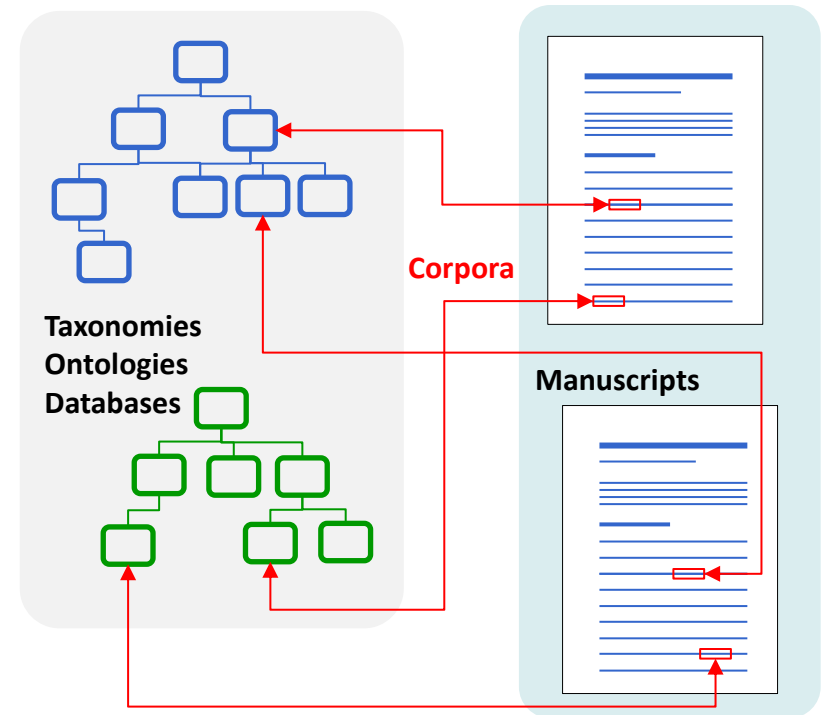 Corpora
Taxonomies
Ontologies
Databases
Manuscripts